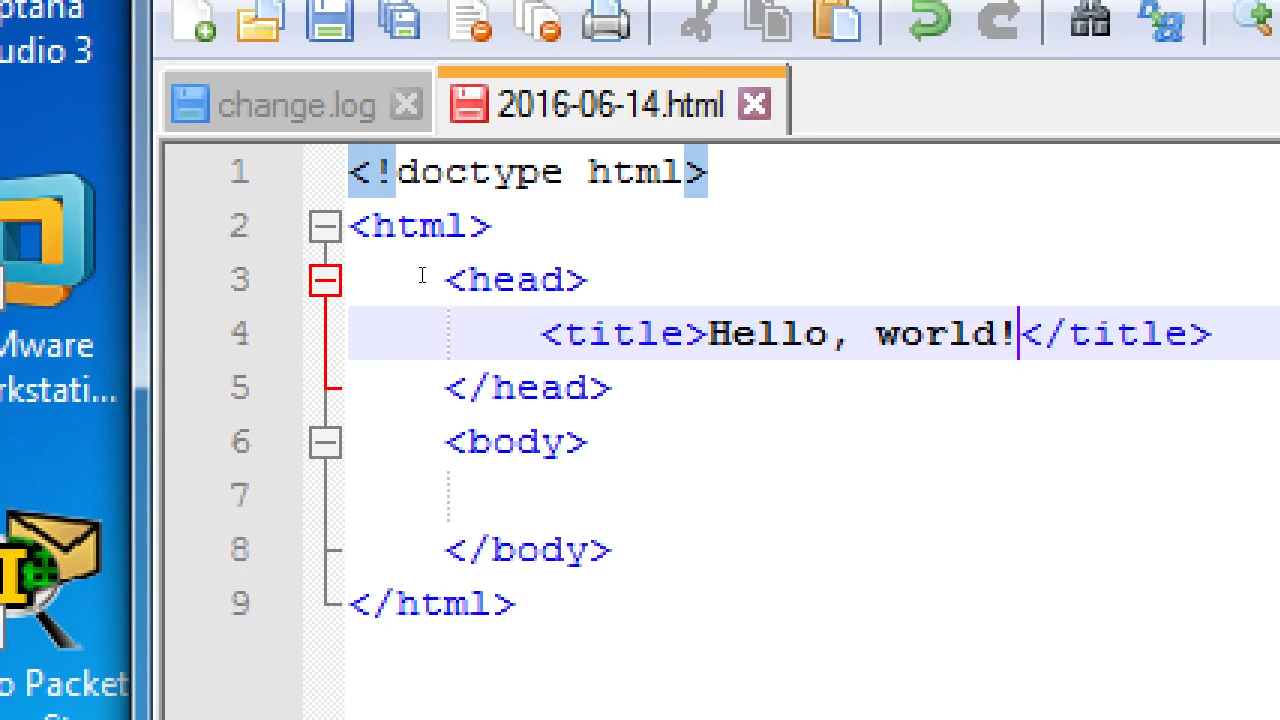 ptana
udio 3
Mware
rkstati...
o Packet
change.log
2016-06-14.html
1 <!doctype html>
2 <html>
3 <head>
4 <title>Hello, world!</title>
5 </head>
6 <body>
7
8 </body>
9 </html>